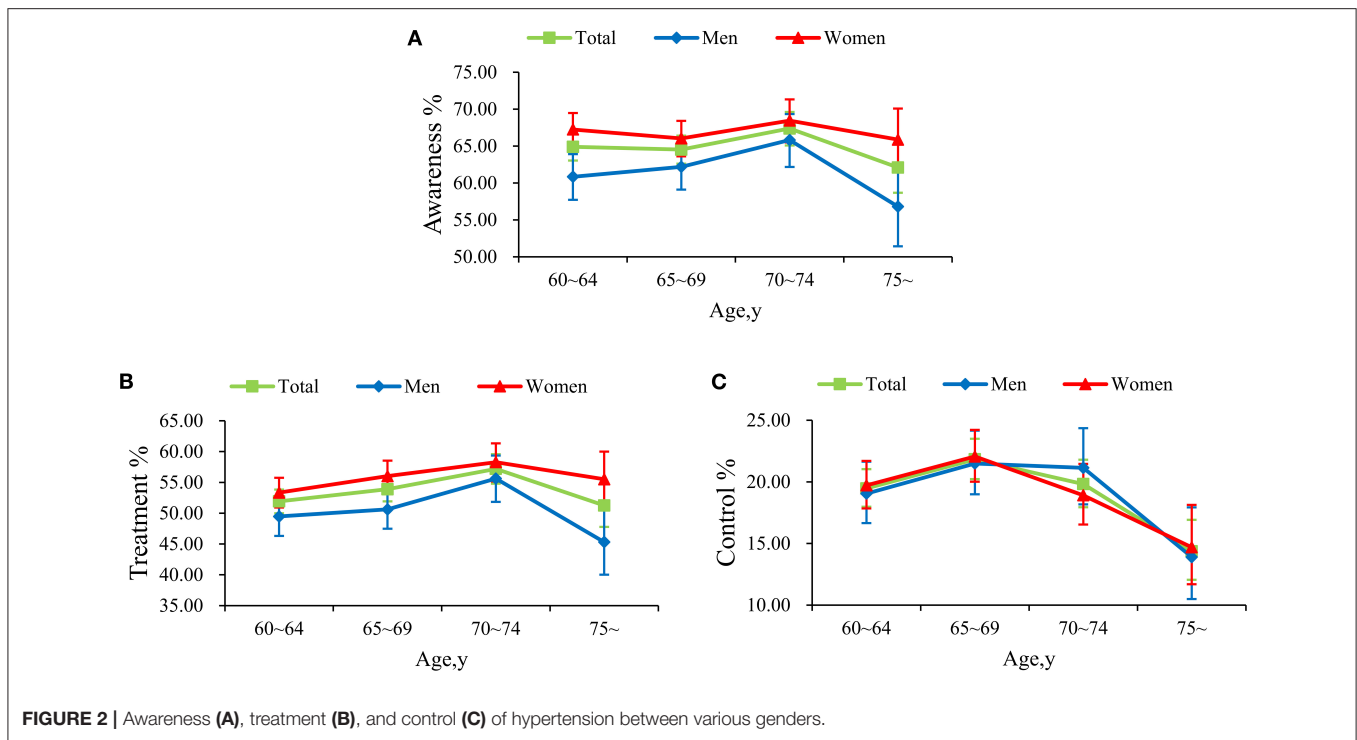 A
Total Men Women
75.00
70.00
65.00
60.00
55.00
50.00
Awareness %
60~64 65~69 70~74 75~
Age,y
B
Total Men Women
65.00
60.00
55.00
50.00
45.00
40.00
35.00
Treatment %
60~64 65~69 70~74 75~
Age,y
C
Total Men Women
25.00
20.00
15.00
10.00
Control %
60~64 65~69 70~74 75~
Age,y
FIGURE 2 | Awareness (A), treatment (B), and control (C) of hypertension between various genders.